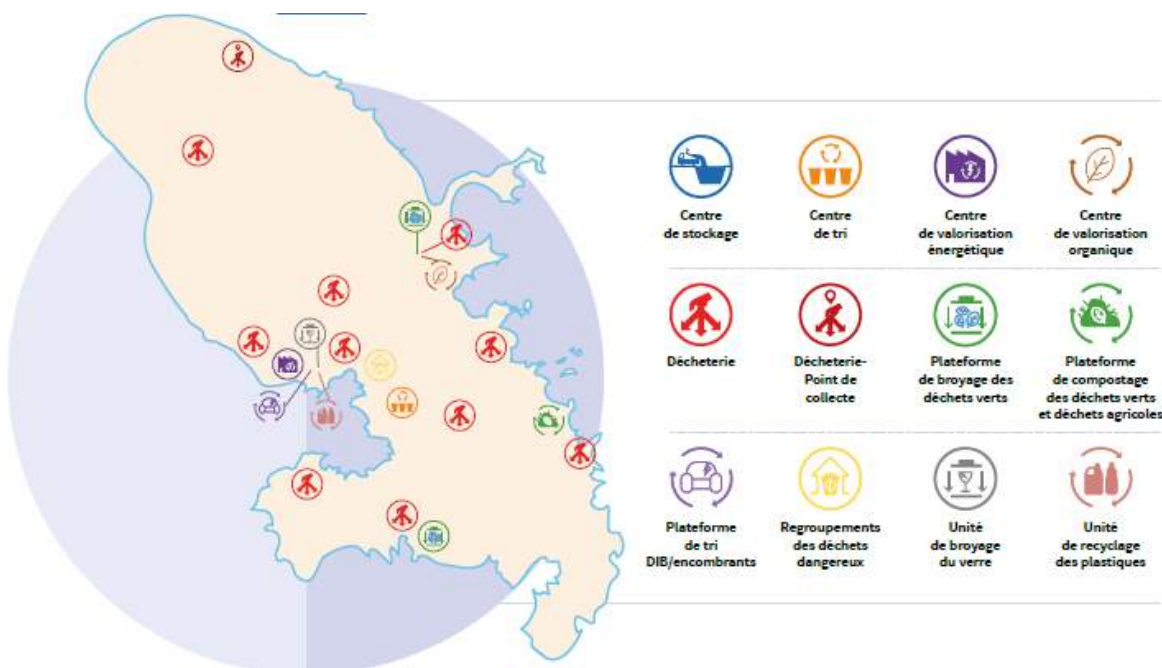 Centre
de stockage
Centre
de tri
Centre
de valorisation
énergétique
Centre
de valorisation
organique
Dècheterie
Dècheterie-
Point de
collecte
Plateforme
de broyage des
déchets verts
Plateforme
de compostage
des déchets verts
et déchets agricoles
Plateforme
de tri
DIB/encombrants
Regroupements
des déchets
dangereux
Unité
de broyage
du verre
Unité
de recyclage
des plastiques